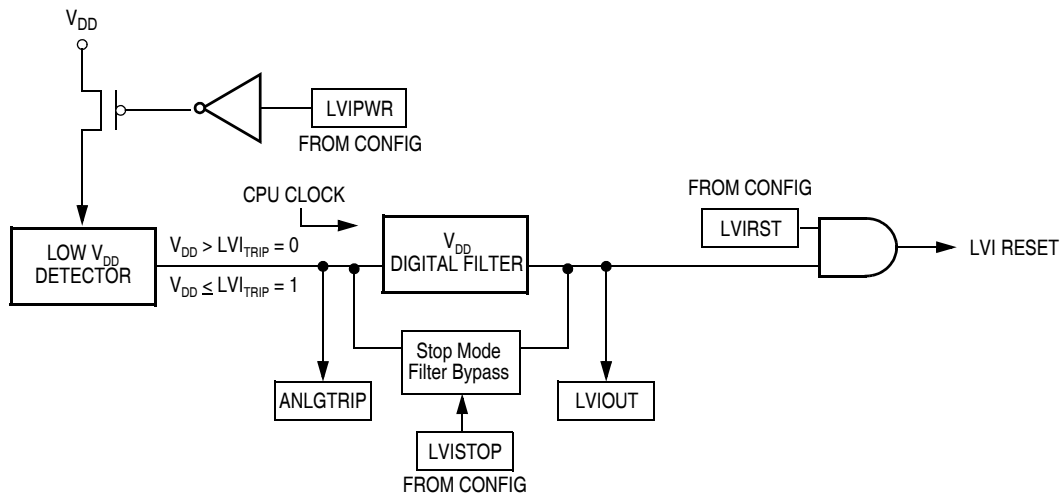 VDD
LVIPWR
FROM CONFIG
CPU CLOCK
FROM CONFIG
LVIRST
LOW VDD
DETECTOR
VDD > LVITRIP = 0
VDD ≤ LVITRIP = 1
VDD
DIGITAL FILTER
LVI RESET
Stop Mode
Filter Bypass
ANLGTRIP
LVIOUT
LVISTOP
FROM CONFIG